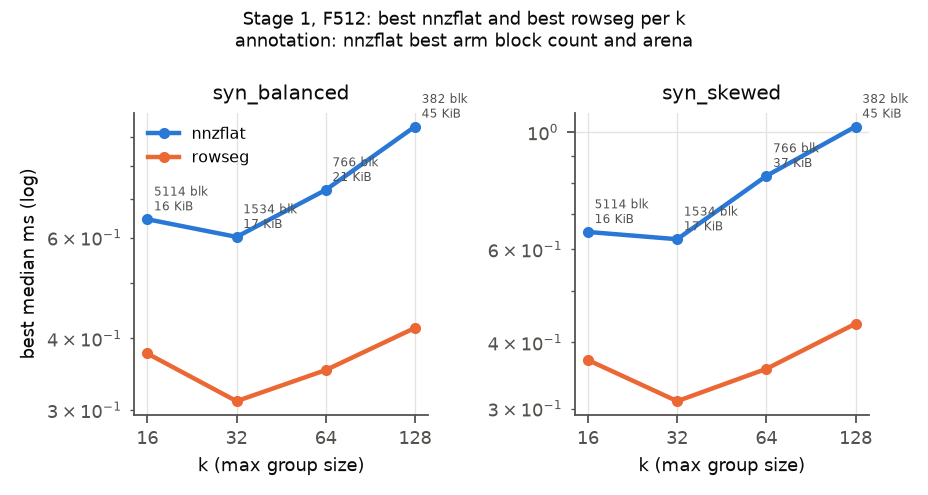 Stage 1, F512: best nnzflat and best rowseg per k
annotation: nnzflat best arm block count and arena
syn_balanced
nnzflat
rowseg
5114 blk
16 KiB
1534 blk
17 KiB
766 blk
21 KiB
382 blk
45 KiB
best median ms (log)
6 × 10⁻¹
4 × 10⁻¹
3 × 10⁻¹
16 32 64 128
k (max group size)
syn_skewed
5114 blk
16 KiB
1534 blk
17 KiB
766 blk
37 KiB
382 blk
45 KiB
10⁰
6 × 10⁻¹
4 × 10⁻¹
3 × 10⁻¹
16 32 64 128
k (max group size)